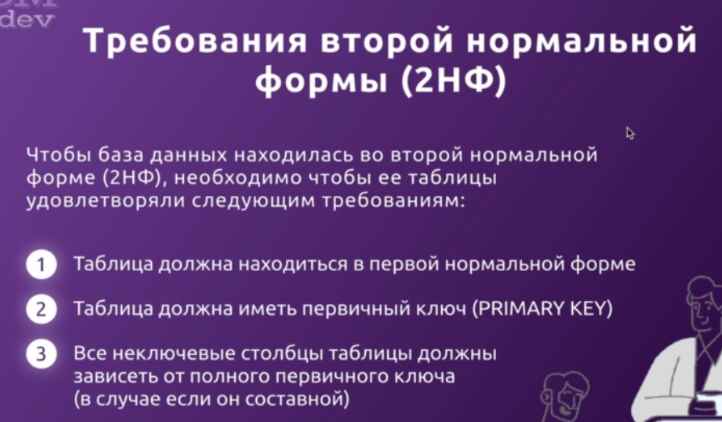 dev
Требования второй нормальной
формы (2НФ)
Чтобы база данных находилась во второй нормальной
форме (2НФ), необходимо чтобы ее таблицы
удовлетворяли следующим требованиям:
1 Таблица должна находиться в первой нормальной форме
2 Таблица должна иметь первичный ключ (PRIMARY KEY)
3 Все неключевые столбцы таблицы должны
зависеть от полного первичного ключа
(в случае если он составной)